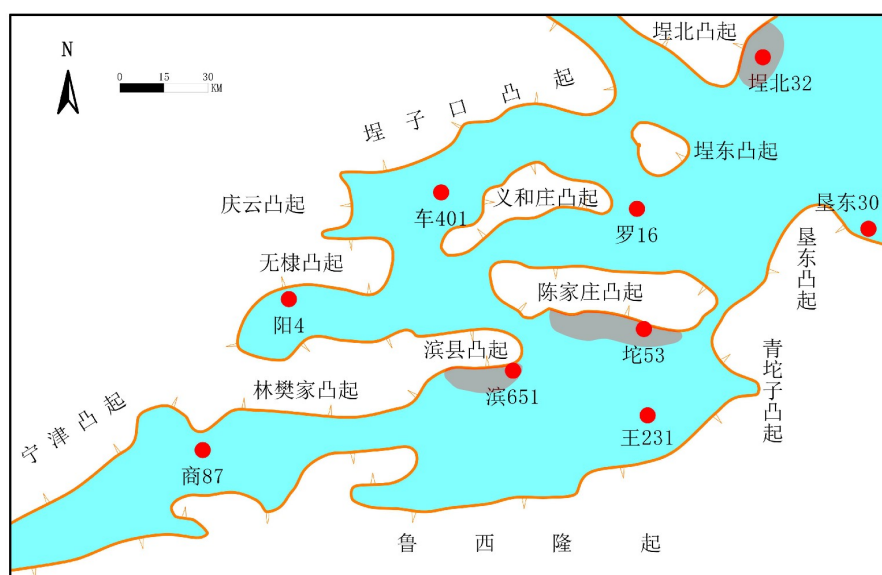 埕北凸起
N
埕北32
0 15 30
KM
埕子口凸起
埕东凸起
庆云凸起
义和庄凸起
车401
罗16
垦东30
无棣凸起
垦东凸起
陈家庄凸起
阳4
坨53
滨县凸起
青坨子凸起
林樊家凸起
滨651
宁津凸起
王231
商87
鲁西隆起